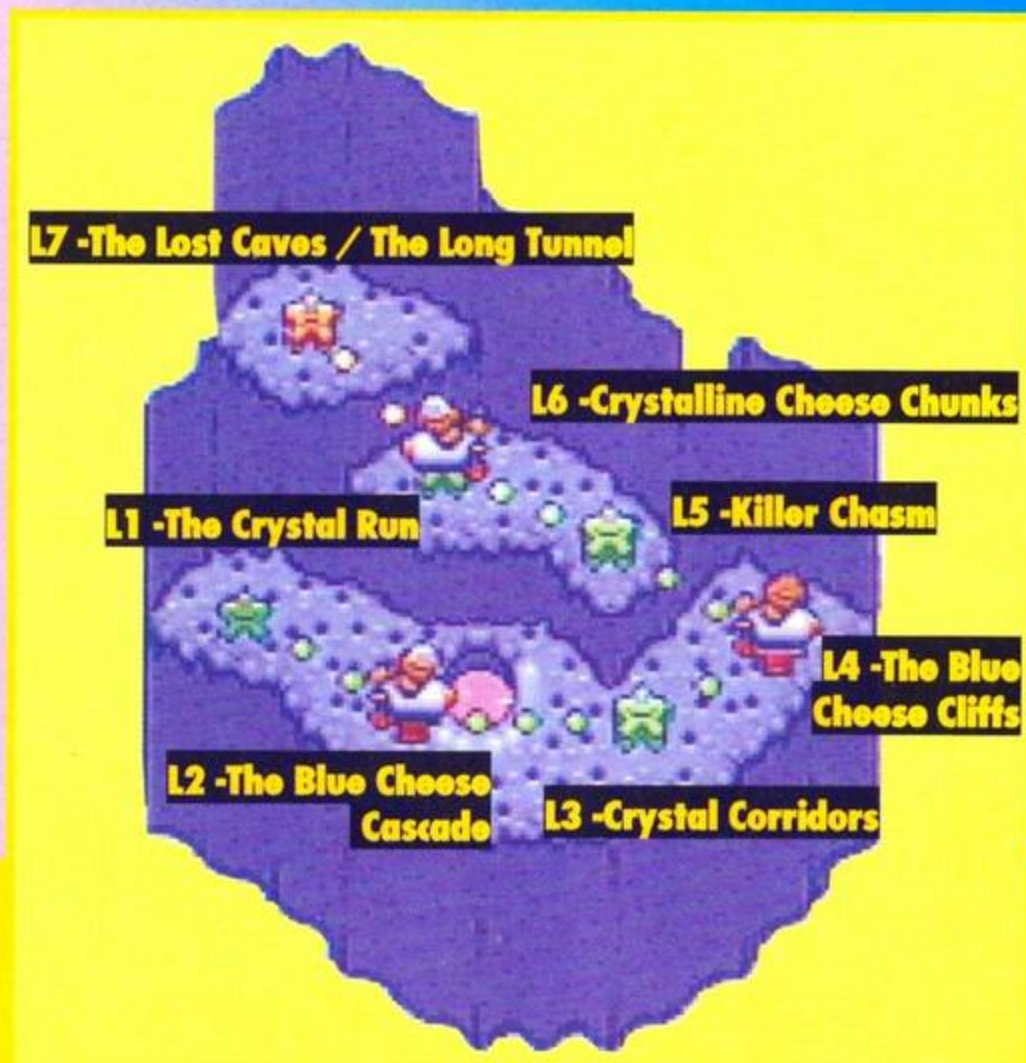 L7 -The Lost Caves / The Long Tunnel
L6 -Crystalline Cheese Chunks
L1 -The Crystal Run
L5 -Killer Chasm
L4 -The Blue
Cheese Cliffs
L2 -The Blue Cheese
Cascade
L3 -Crystal Corridors